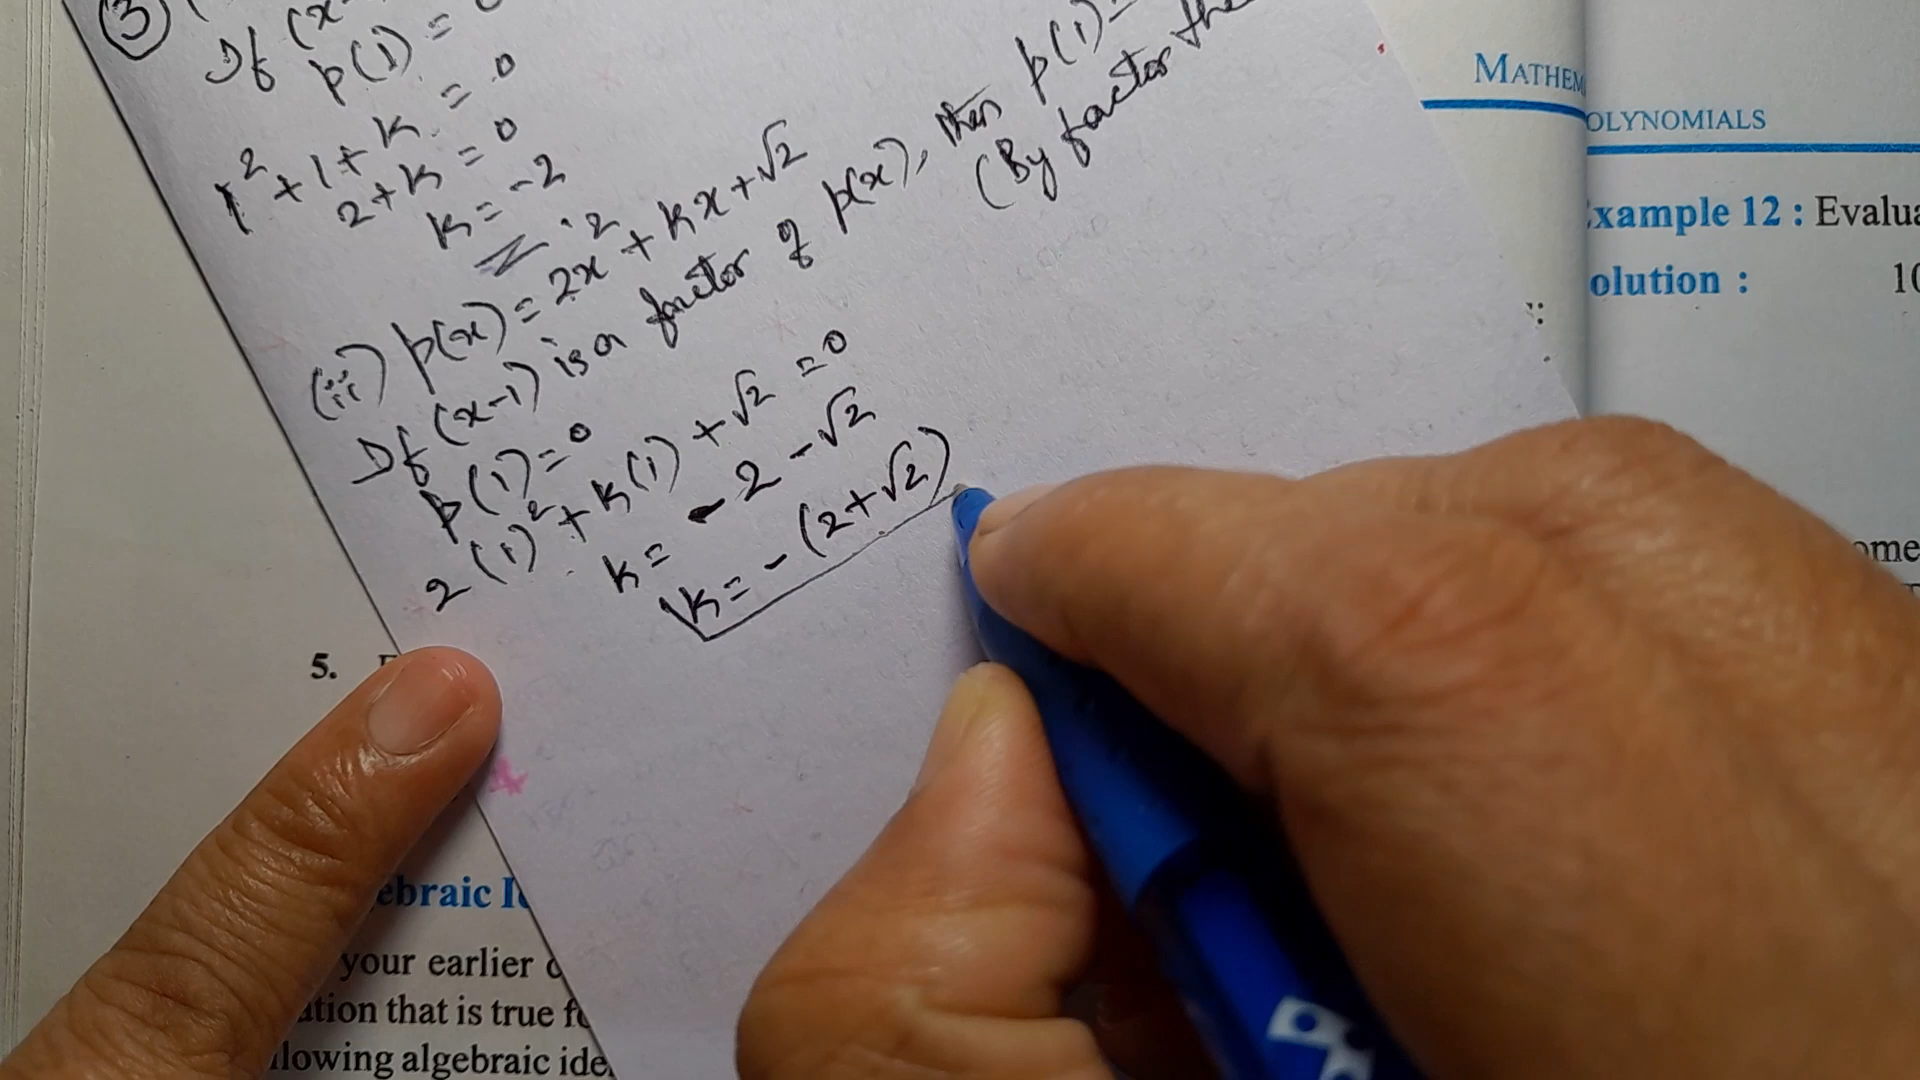 ③
If (x-
p(1) =
1² + 1 + k = 0
2 + k = 0
k = -2
(ii) p(x) = 2x² + kx + √2
If (x-1) is a factor of p(x), then p(1)=
(By factor the
p(1) = 0
2(1)² + k(1) + √2 = 0
k = -2 - √2
k = -(2+√2)
5.
ebraic I
your earlier
ation that is true f
llowing algebraic ide
MATHEM
OLYNOMIALS
xample 12 : Evalua
olution : 10
ome